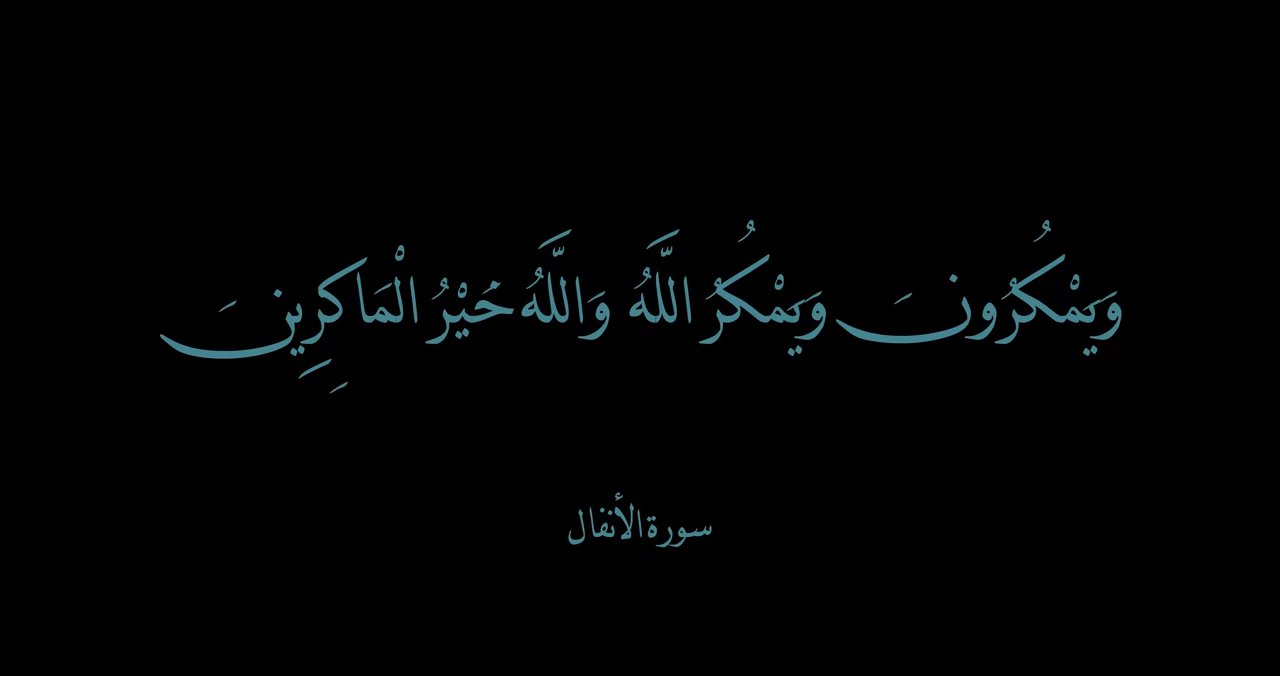 وَيَمْكُرُونَ وَيَمْكُرُ اللَّهُ وَاللَّهُ خَيْرُ الْمَاكِرِينَ
سورة الأنفال